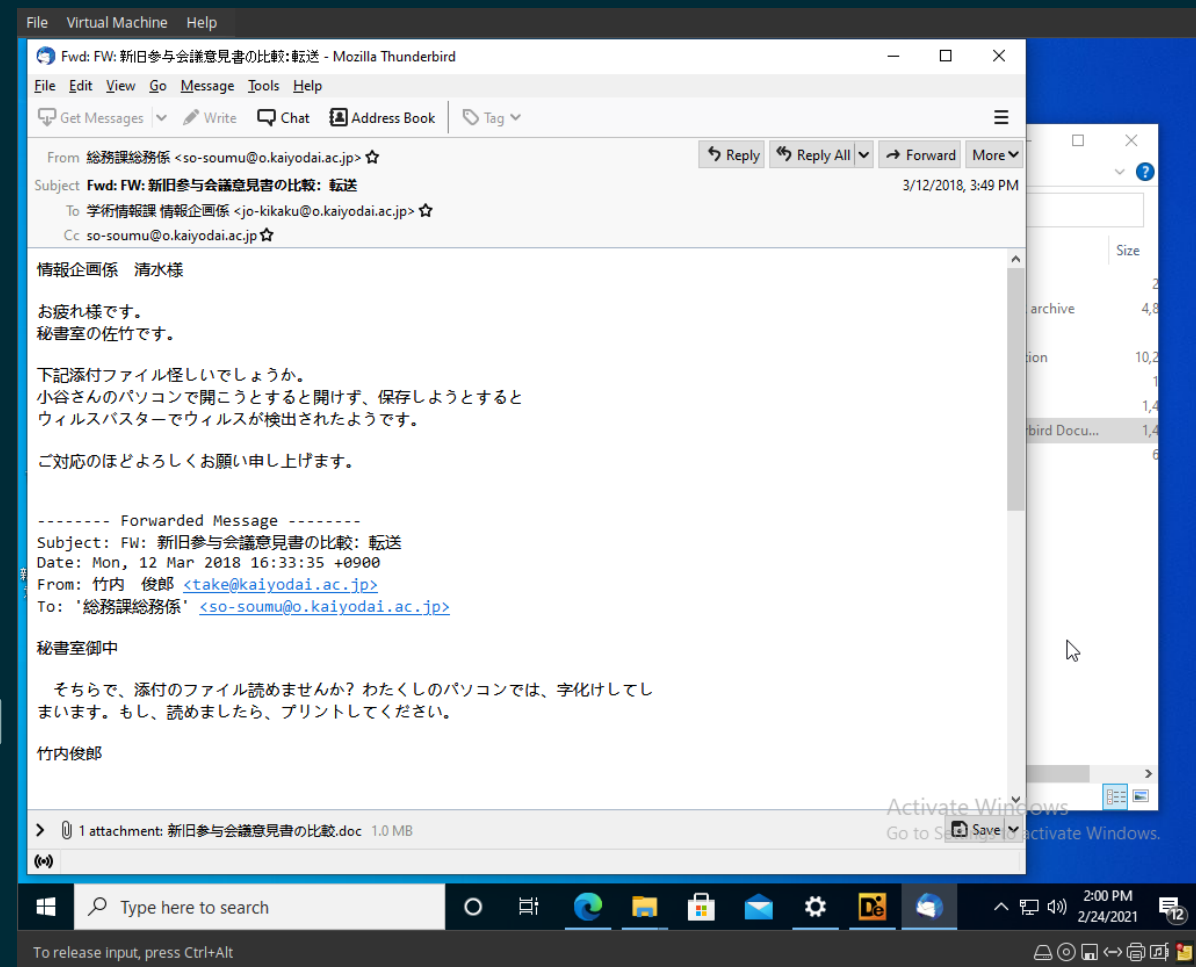 File Virtual Machine Help
Fwd: FW: 新旧参与会議意見書の比較:転送 - Mozilla Thunderbird
File Edit View Go Message Tools Help
Get Messages Write Chat Address Book Tag
From 総務課総務係 <so-soumu@o.kaiyodai.ac.jp>
Reply Reply All Forward More
Subject Fwd: FW: 新旧参与会議意見書の比較: 転送
3/12/2018, 3:49 PM
To 学術情報課 情報企画係 <jo-kikaku@o.kaiyodai.ac.jp>
Cc so-soumu@o.kaiyodai.ac.jp
情報企画係 清水様
お疲れ様です。
秘書室の佐竹です。
下記添付ファイル怪しいでしょうか。
小谷さんのパソコンで開こうとすると開けず、保存しようとすると
ウィルスバスターでウィルスが検出されたようです。
ご対応のほどよろしくお願い申し上げます。
-------- Forwarded Message --------
Subject: FW: 新旧参与会議意見書の比較: 転送
Date: Mon, 12 Mar 2018 16:33:35 +0900
From: 竹内 俊郎 <take@kaiyodai.ac.jp>
To: '総務課総務係' <so-soumu@o.kaiyodai.ac.jp>
秘書室御中
そちらで、添付のファイル読めませんか? わたくしのパソコンでは、字化けしてし
まいます。もし、読めましたら、プリントしてください。
竹内俊郎
1 attachment: 新旧参与会議意見書の比較.doc 1.0 MB
Save
Size
2
archive 4,8
tion 10,2
1
1,4
rbird Docu... 1,4
6
Activate Windows
Go to Settings to activate Windows.
Type here to search
2:00 PM
2/24/2021
12
To release input, press Ctrl+Alt